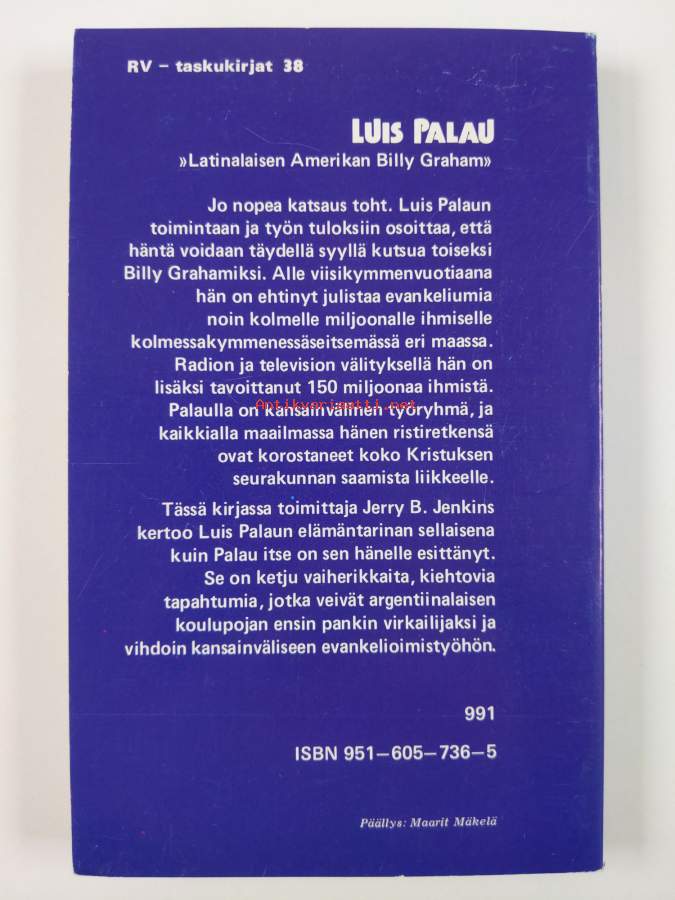 RV – taskukirjat 38
LUIS PALAU
»Latinalaisen Amerikan Billy Graham»
Jo nopea katsaus toht. Luis Palaun
toimintaan ja työn tuloksiin osoittaa, että
häntä voidaan täydellä syyllä kutsua toiseksi
Billy Grahamiksi. Alle viisikymmenvuotiaana
hän on ehtinyt julistaa evankeliumia
noin kolmelle miljoonalle ihmiselle
kolmessakymmenessäseitsemässä eri maassa.
Radion ja television välityksellä hän on
lisäksi tavoittanut 150 miljoonaa ihmistä.
Antikvariaatti.net
Palaulla on kansainvälinen työryhmä, ja
kaikkialla maailmassa hänen ristiretkensä
ovat korostaneet koko Kristuksen
seurakunnan saamista liikkeelle.
Tässä kirjassa toimittaja Jerry B. Jenkins
kertoo Luis Palaun elämäntarinan sellaisena
kuin Palau itse on sen hänelle esittänyt.
Se on ketju vaiherikkaita, kiehtovia
tapahtumia, jotka veivät argentiinalaisen
koulupojan ensin pankin virkailijaksi ja
vihdoin kansainväliseen evankelioimistyöhön.
991
ISBN 951–605–736–5
Päällys: Maarit Mäkelä